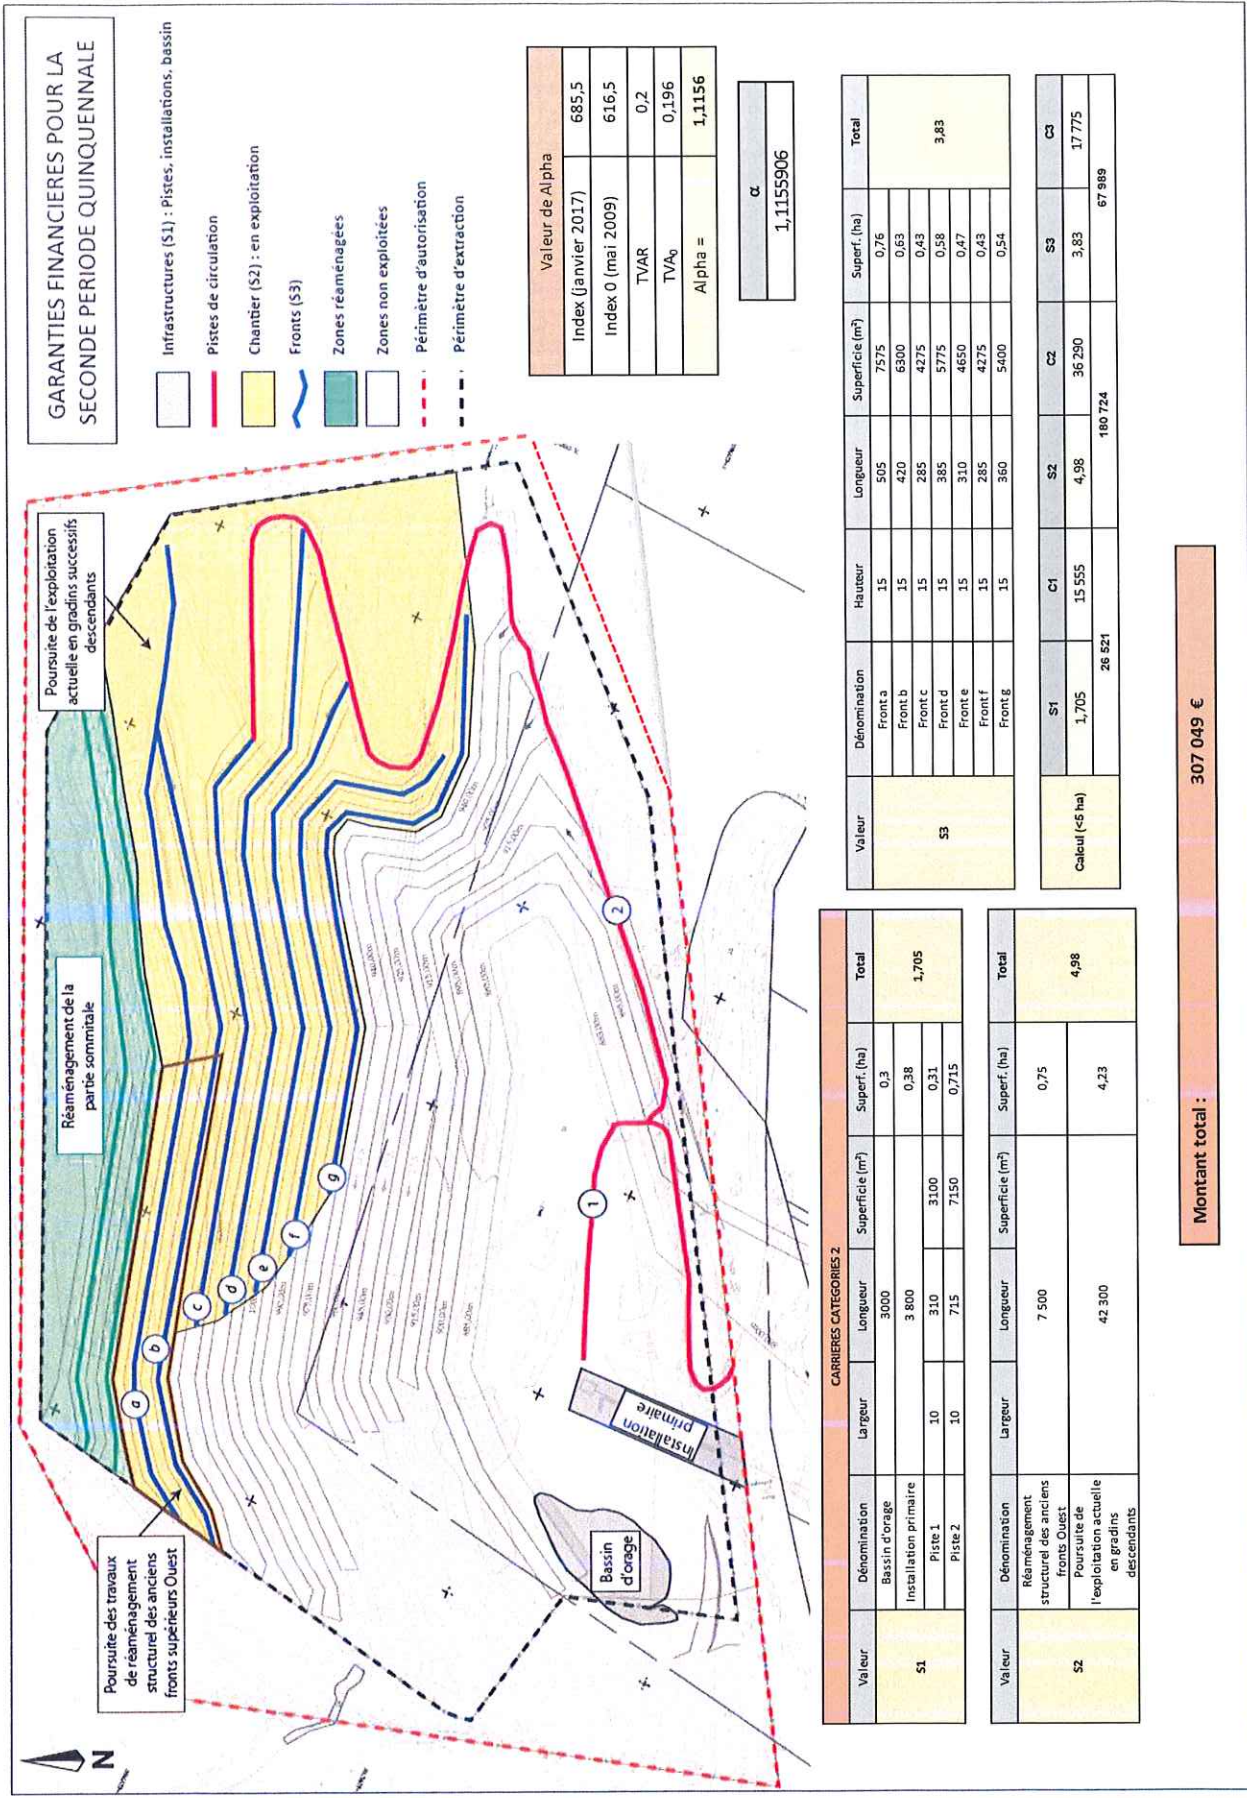 GARANTIES FINANCIERES POUR LA
SECONDE PERIODE QUINQUENNALE
Infrastructures (S1) : Pistes, installations, bassin
Pistes de circulation
Chantier (S2) : en exploitation
Fronts (S3)
Zones réaménagées
Zones non exploitées
Périmètre d'autorisation
Périmètre d'extraction
N
Poursuite des travaux
de réaménagement
structurel des anciens
fronts supérieurs Ouest
Réaménagement de la
partie sommitale
Poursuite de l'exploitation
actuelle en gradins successifs
descendants
a
b
c
d
e
f
g
1
2
Bassin
d'orage
Installation
primaire
Valeur de Alpha
Index (janvier 2017) 685,5
Index 0 (mai 2009) 616,5
TVAR 0,2
TVA₀ 0,196
Alpha = 1,1156
α
1,1155906
CARRIERES CATEGORIES 2
Valeur Dénomination Largeur Longueur Superficie (m²) Superf. (ha) Total
S1 1,705
Bassin d'orage 3000 0,3
Installation primaire 3 800 0,38
Piste 1 10 310 3100 0,31
Piste 2 10 715 7150 0,715
Valeur Dénomination Largeur Longueur Superficie (m²) Superf. (ha) Total
S2 4,98
Réaménagement
structurel des anciens 7 500 0,75
fronts Ouest
Poursuite de
l'exploitation actuelle 42 300 4,23
en gradins
descendants
Valeur Dénomination Hauteur Longueur Superficie (m²) Superf. (ha) Total
S3 3,83
Front a 15 505 7575 0,76
Front b 15 420 6300 0,63
Front c 15 285 4275 0,43
Front d 15 385 5775 0,58
Front e 15 310 4650 0,47
Front f 15 285 4275 0,43
Front g 15 360 5400 0,54
Calcul (<5 ha)
S1 C1 S2 C2 S3 C3
1,705 15 555 4,98 36 290 3,83 17 775
26 521 180 724 67 989
Montant total : 307 049 €